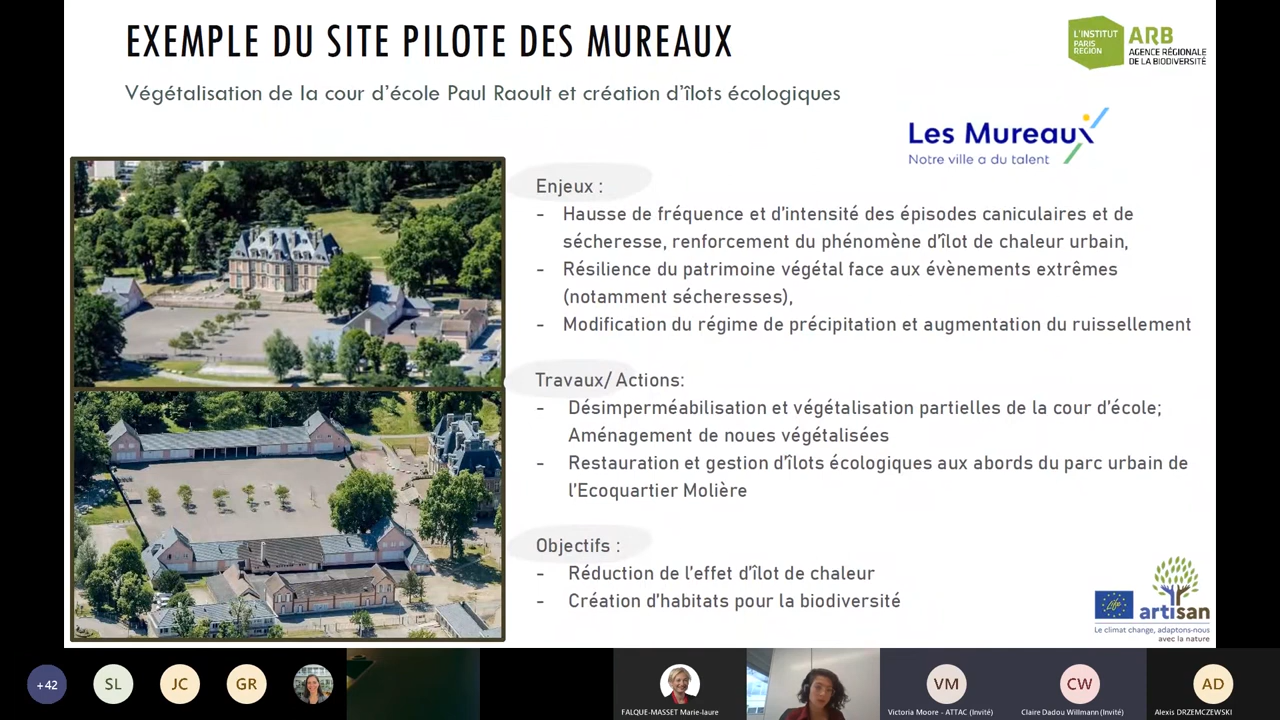 EXEMPLE DU SITE PILOTE DES MUREAUX
L'INSTITUT
PARIS
REGION
ARB
AGENCE RÉGIONALE
DE LA BIODIVERSITÉ
Végétalisation de la cour d'école Paul Raoult et création d'îlots écologiques
Les Mureaux
Notre ville a du talent
Enjeux :
- Hausse de fréquence et d'intensité des épisodes caniculaires et de
sécheresse, renforcement du phénomène d'îlot de chaleur urbain,
- Résilience du patrimoine végétal face aux évènements extrêmes
(notamment sécheresses),
- Modification du régime de précipitation et augmentation du ruissellement
Travaux/ Actions:
- Désimperméabilisation et végétalisation partielles de la cour d'école;
Aménagement de noues végétalisées
- Restauration et gestion d'îlots écologiques aux abords du parc urbain de
l'Ecoquartier Molière
Objectifs :
- Réduction de l'effet d'îlot de chaleur
- Création d'habitats pour la biodiversité
Life
artisan
Le climat change, adaptons-nous
avec la nature
+42
SL
JC
GR
VM
CW
AD
FALQUE-MASSET Marie-laure
Victoria Moore - ATTAC (Invité)
Claire Dadou Willmann (Invité)
Alexis DRZEMCZEWSKI